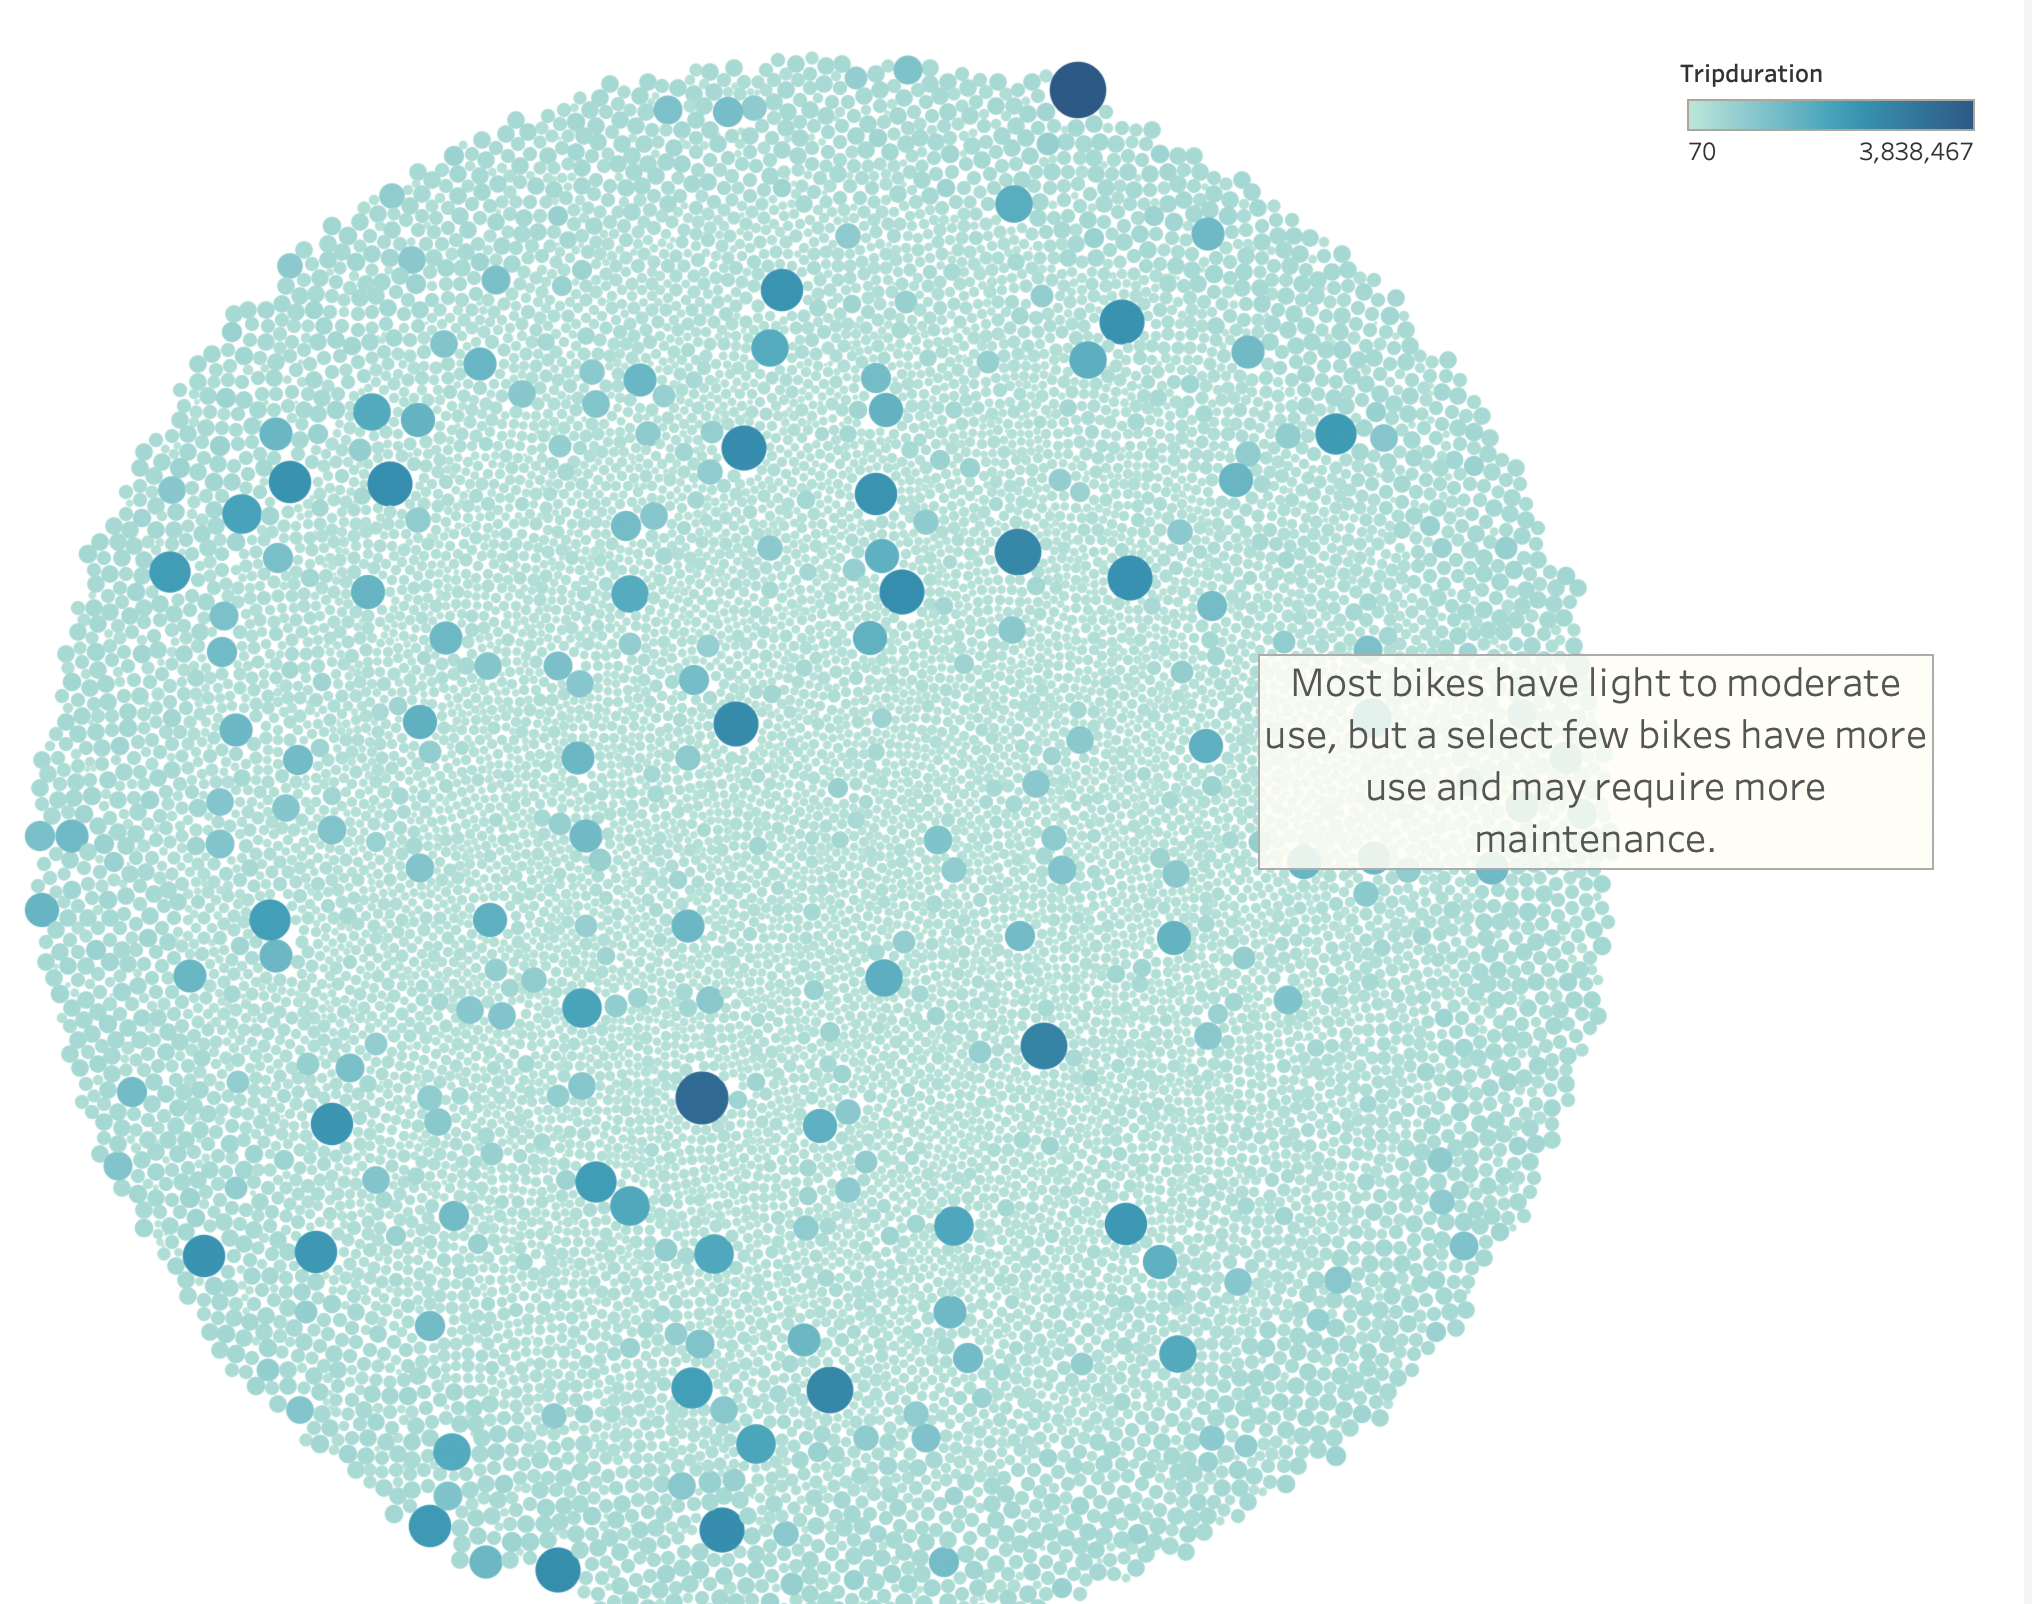 Tripduration
70
3,838,467
Most bikes have light to moderate
use, but a select few bikes have more
use and may require more
maintenance.